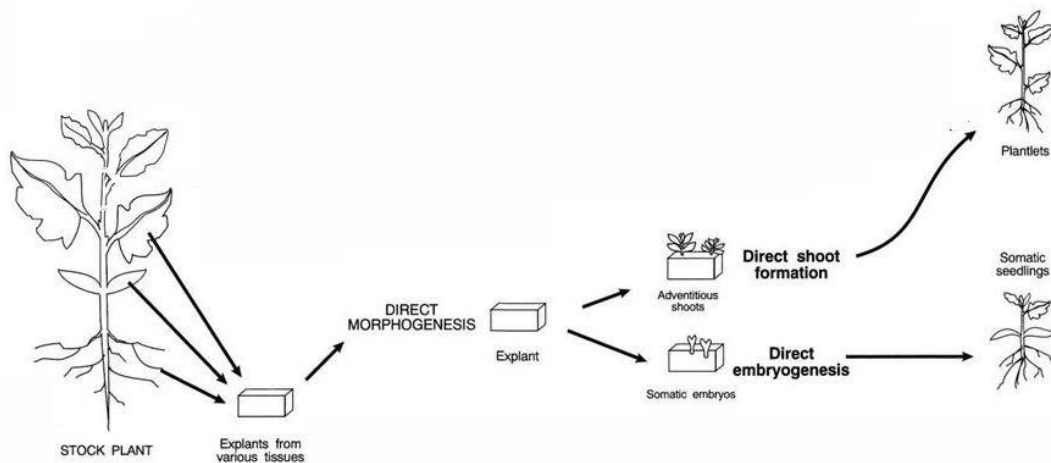 Plantlets
Somatic
seedlings
Direct shoot
formation
Adventitious
shoots
DIRECT
MORPHOGENESIS
Explant
Direct
embryogenesis
Somatic embryos
STOCK PLANT
Explants from
various tissues